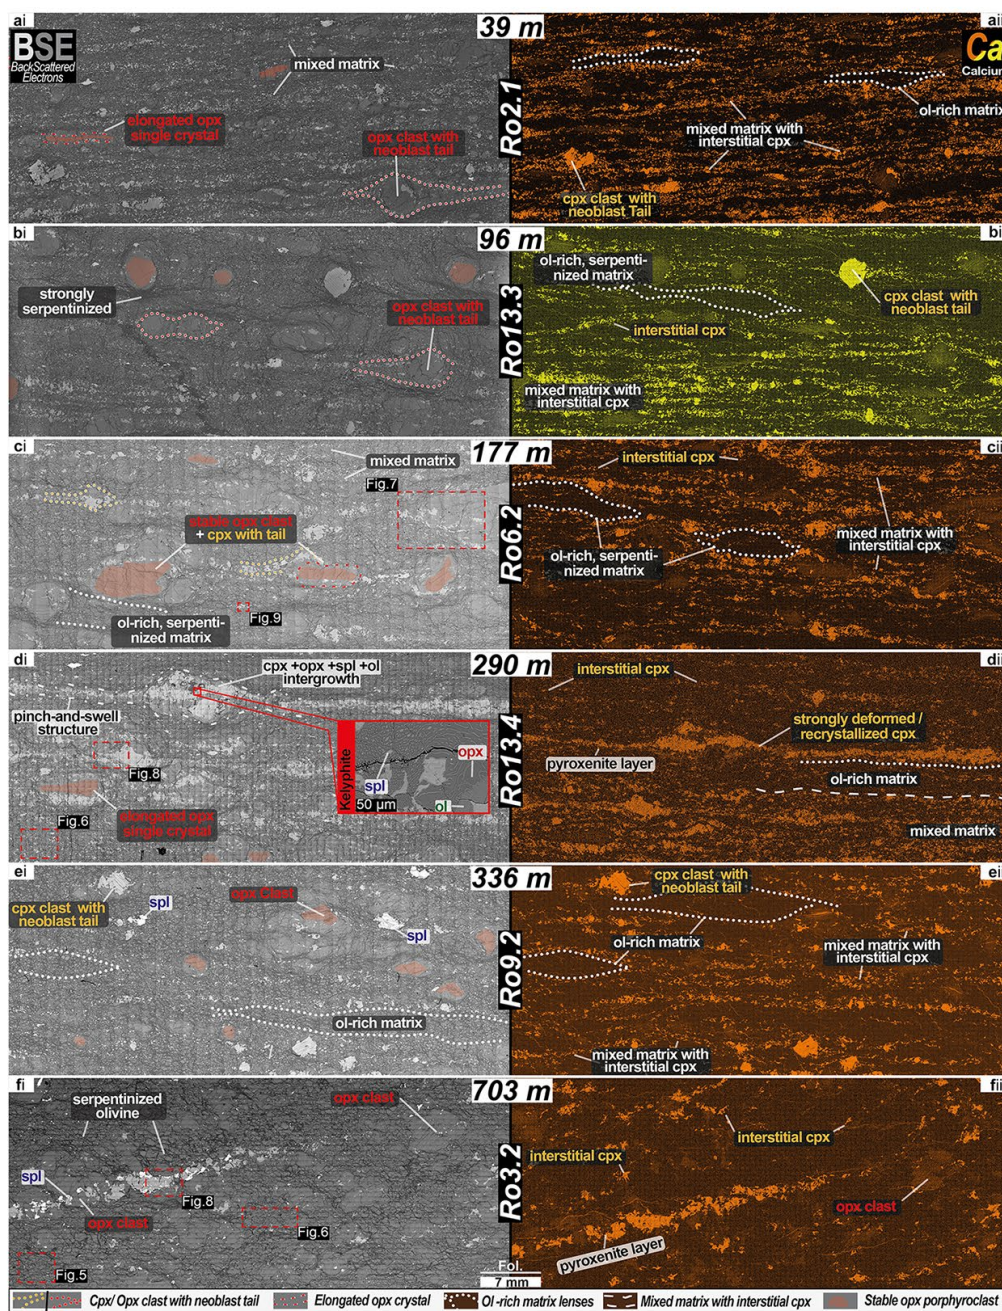 ai
39 m
aii
BSE
BackScattered
Electrons
mixed matrix
elongated opx
single crystal
opx clast with
neoblast tail
Ro2.1
Ca
Calcium
ol-rich matrix
mixed matrix with
interstitial cpx
cpx clast with
neoblast Tail
bi
96 m
bii
strongly
serpentinized
opx clast with
neoblast tail
Ro13.3
ol-rich, serpenti-
nized matrix
cpx clast with
neoblast tail
interstitial cpx
mixed matrix with
interstitial cpx
ci
177 m
cii
mixed matrix
Fig.7
stable opx clast
+ cpx with tail
ol-rich, serpenti-
nized matrix
Fig.9
Ro6.2
interstitial cpx
mixed matrix with
interstitial cpx
ol-rich, serpenti-
nized matrix
di
290 m
dii
cpx +opx +spl +ol
intergrowth
pinch-and-swell
structure
Fig.8
elongated opx
single crystal
Fig.6
Kelyphite
spl
opx
50 µm
ol
Ro13.4
interstitial cpx
strongly deformed /
recrystallized cpx
pyroxenite layer
ol-rich matrix
mixed matrix
ei
336 m
eii
cpx clast with
neoblast tail
spl
opx Clast
spl
ol-rich matrix
Ro9.2
cpx clast with
neoblast tail
ol-rich matrix
mixed matrix with
interstitial cpx
mixed matrix with
interstitial cpx
fi
703 m
fii
serpentinized
olivine
opx clast
spl
opx clast
Fig.8
Fig.6
Fig.5
Ro3.2
interstitial cpx
interstitial cpx
opx clast
pyroxenite layer
Fol.
7 mm
Cpx/ Opx clast with neoblast tail
Elongated opx crystal
Ol -rich matrix lenses
Mixed matrix with interstitial cpx
Stable opx porphyroclast